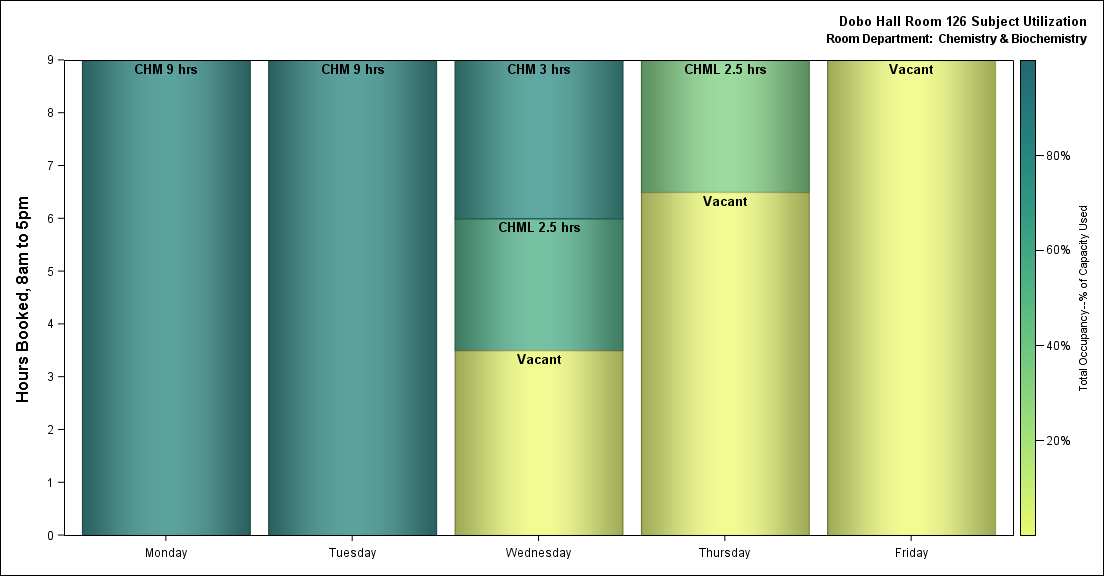 Dobo Hall Room 126 Subject Utilization
Room Department: Chemistry & Biochemistry
Hours Booked, 8am to 5pm
9
8
7
6
5
4
3
2
1
0
CHM 9 hrs
CHM 9 hrs
CHM 3 hrs
CHML 2.5 hrs
Vacant
CHML 2.5 hrs
Vacant
Vacant
Monday
Tuesday
Wednesday
Thursday
Friday
80%
60%
40%
20%
Total Occupancy--% of Capacity Used